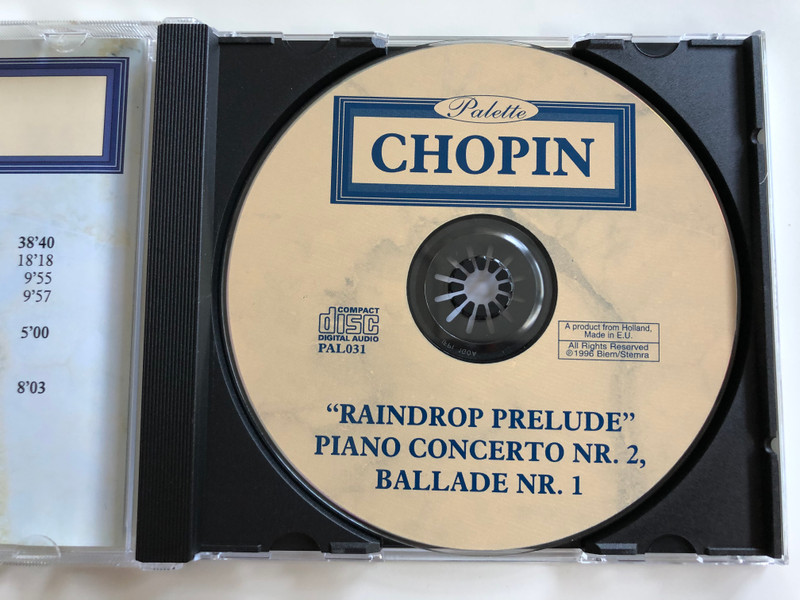 38'40
18'18
9'55
9'57
5'00
8'03
Palette
CHOPIN
COMPACT
disc
DIGITAL AUDIO
PAL031
A product from Holland,
Made in E.U.
All Rights Reserved
℗1996 Biem/Stemra
“RAINDROP PRELUDE”
PIANO CONCERTO NR. 2,
BALLADE NR. 1